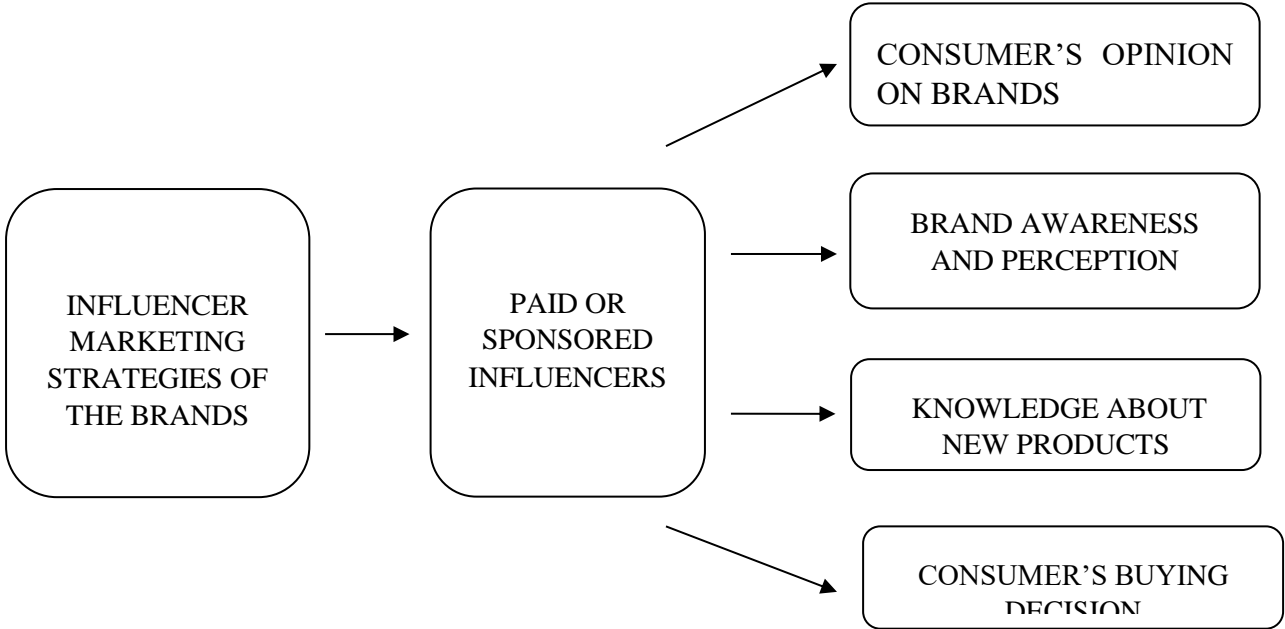 INFLUENCER
MARKETING
STRATEGIES OF
THE BRANDS
PAID OR
SPONSORED
INFLUENCERS
CONSUMER’S OPINION
ON BRANDS
BRAND AWARENESS
AND PERCEPTION
KNOWLEDGE ABOUT
NEW PRODUCTS
CONSUMER’S BUYING
DECISION